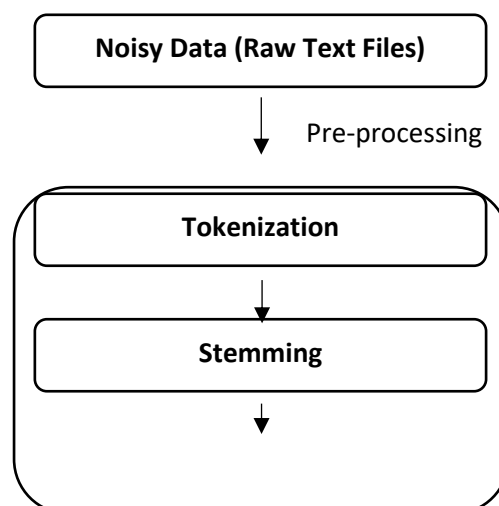 Noisy Data (Raw Text Files)
Pre-processing
Tokenization
Stemming